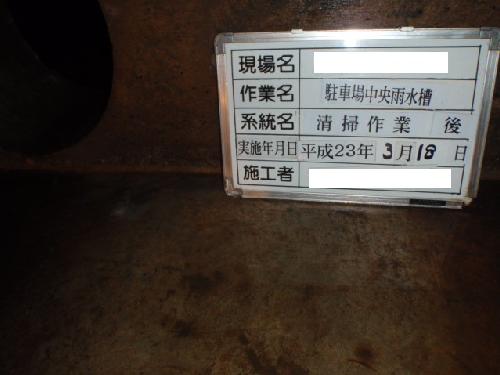 現場名
作業名 駐車場中央雨水槽
系統名 清掃作業 後
実施年月日 平成23年 3月18日
施工者